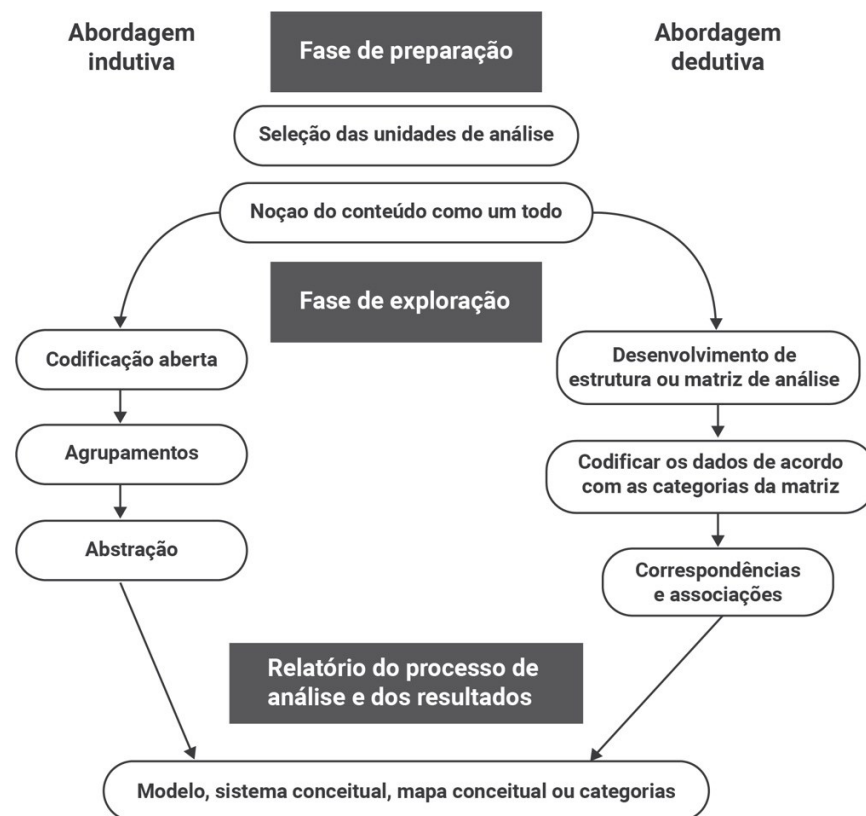 Abordagem
indutiva
Fase de preparação
Abordagem
dedutiva
Seleção das unidades de análise
Noçao do conteúdo como um todo
Fase de exploração
Codificação aberta
Agrupamentos
Abstração
Desenvolvimento de
estrutura ou matriz de análise
Codificar os dados de acordo
com as categorias da matriz
Correspondências
e associações
Relatório do processo de
análise e dos resultados
Modelo, sistema conceitual, mapa conceitual ou categorias